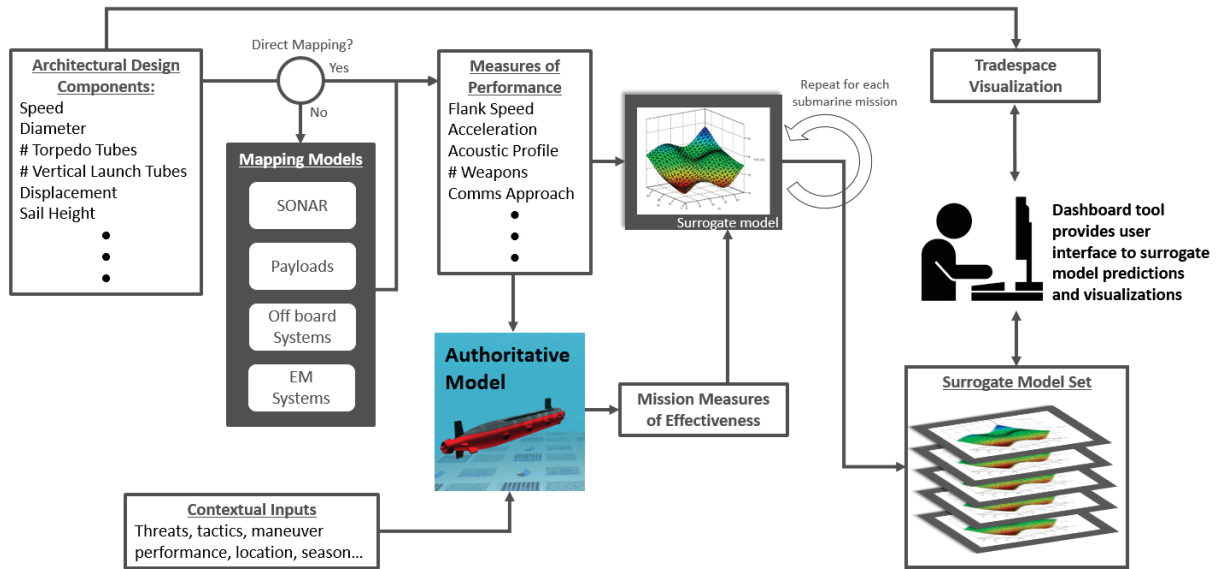 Architectural Design
Components:
Speed
Diameter
# Torpedo Tubes
# Vertical Launch Tubes
Displacement
Sail Height
Direct Mapping?
Yes
No
Mapping Models
SONAR
Payloads
Off board
Systems
EM
Systems
Measures of
Performance
Flank Speed
Acceleration
Acoustic Profile
# Weapons
Comms Approach
Surrogate model
Repeat for each
submarine mission
Tradespace
Visualization
Dashboard tool
provides user
interface to surrogate
model predictions
and visualizations
Authoritative
Model
Mission Measures
of Effectiveness
Surrogate Model Set
Contextual Inputs
Threats, tactics, maneuver
performance, location, season…